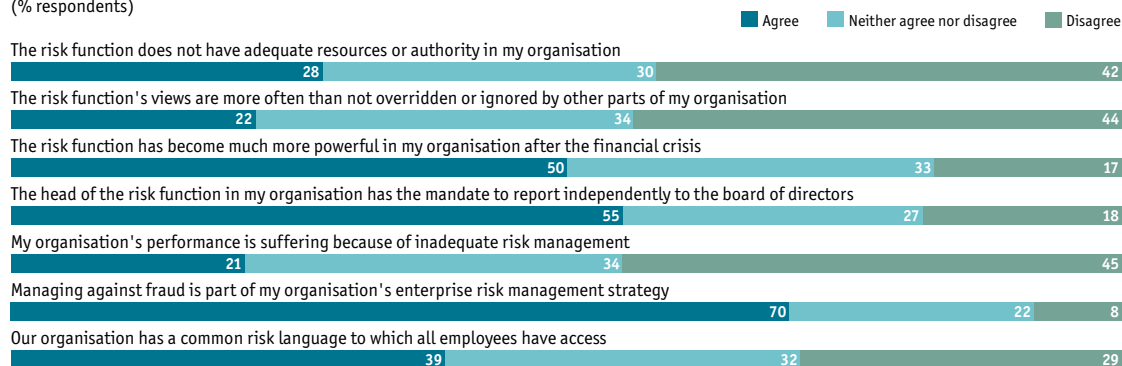 (% respondents)
Agree Neither agree nor disagree Disagree
The risk function does not have adequate resources or authority in my organisation
28 30 42
The risk function's views are more often than not overridden or ignored by other parts of my organisation
22 34 44
The risk function has become much more powerful in my organisation after the financial crisis
50 33 17
The head of the risk function in my organisation has the mandate to report independently to the board of directors
55 27 18
My organisation's performance is suffering because of inadequate risk management
21 34 45
Managing against fraud is part of my organisation's enterprise risk management strategy
70 22 8
Our organisation has a common risk language to which all employees have access
39 32 29